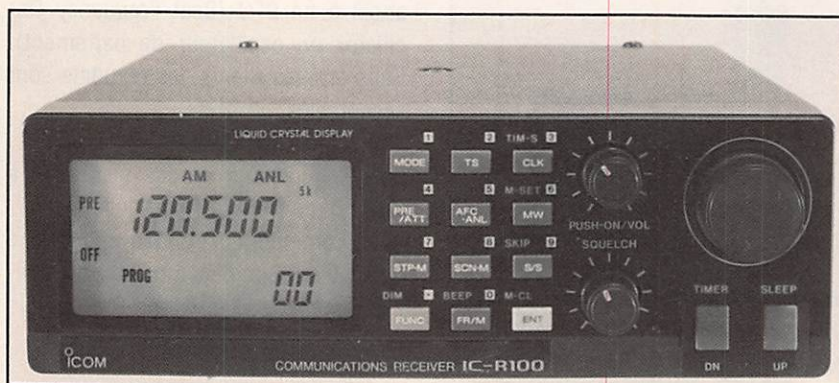 LIQUID CRYSTAL DISPLAY
AM ANL
5k
PRE 120.500
OFF
PROG 00
1 2 TIM-S 3
MODE TS CLK
4 5 M-SET 6
PRE/ATT AFC-ANL MW
7 8 SKIP 9
STP-M SCN-M S/S
DIM • BEEP 0 M-CL
FUNC FR/M ENT
PUSH-ON/VOL
SQUELCH
TIMER SLEEP
DN UP
ICOM
COMMUNICATIONS RECEIVER IC-R100